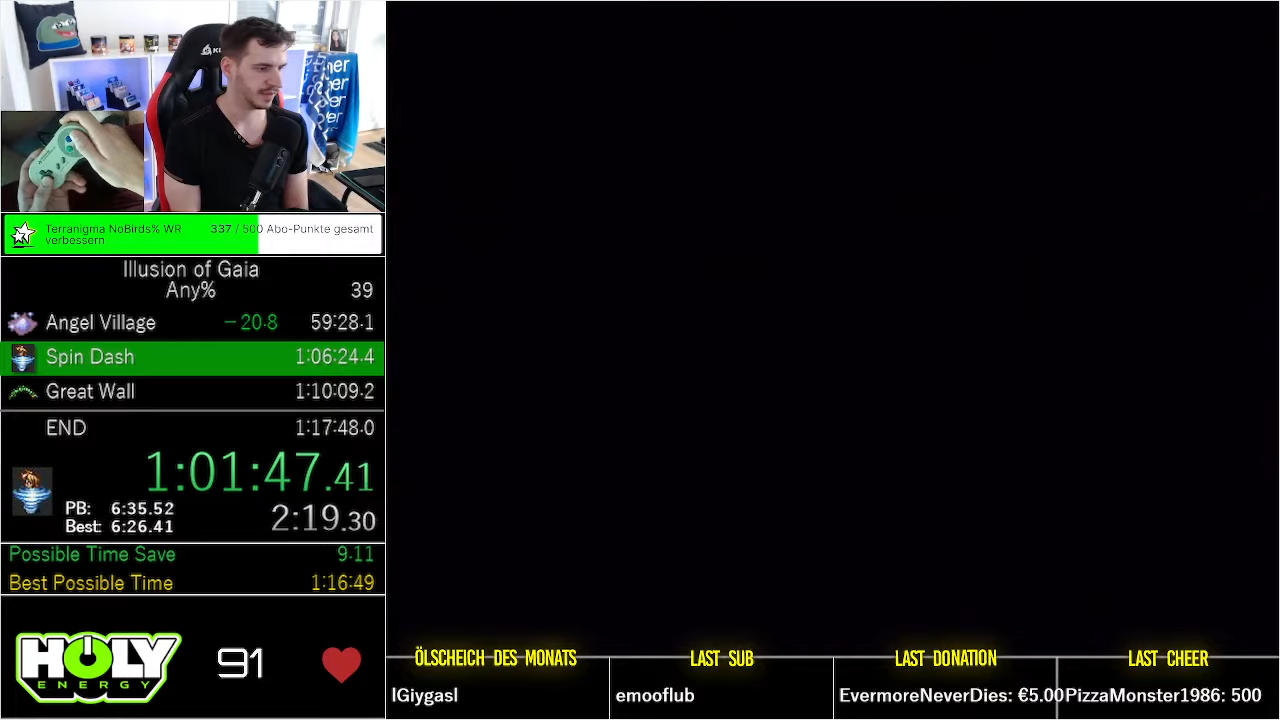 Terranigma NoBirds% WR verbessern
337 / 500 Abo-Punkte gesamt
Illusion of Gaia
Any% 39
Angel Village −20.8 59:28.1
Spin Dash 1:06:24.4
Great Wall 1:10:09.2
END 1:17:48.0
1:01:47.41
PB: 6:35.52
Best: 6:26.41
2:19.30
Possible Time Save 9.11
Best Possible Time 1:16:49
HOLY
ENERGY
91
ÖLSCHEICH DES MONATS
lGiygasl
LAST SUB
emooflub
LAST DONATION
EvermoreNeverDies: €5.00
LAST CHEER
PizzaMonster1986: 500